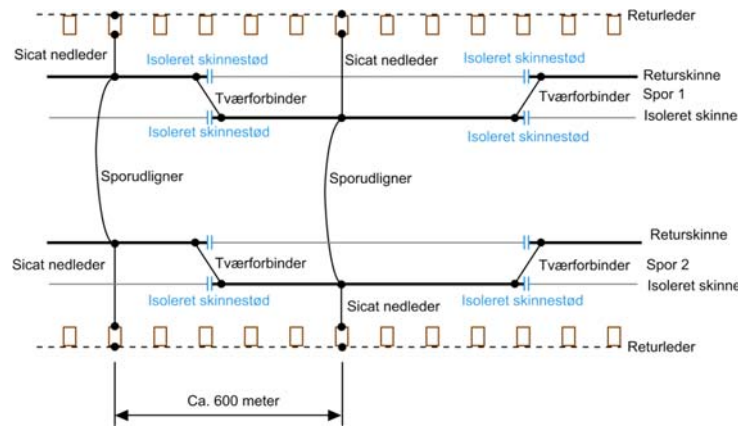 Returleder
Sicat nedleder
Isoleret skinnestød
Sicat nedleder
Isoleret skinnestød
Returskinne
Tværforbinder
Tværforbinder
Spor 1
Isoleret skinne
Isoleret skinnestød
Isoleret skinnestød
Sporudligner
Sporudligner
Returskinne
Sicat nedleder
Tværforbinder
Tværforbinder
Spor 2
Isoleret skinne
Isoleret skinnestød
Sicat nedleder
Isoleret skinnestød
Returleder
Ca. 600 meter